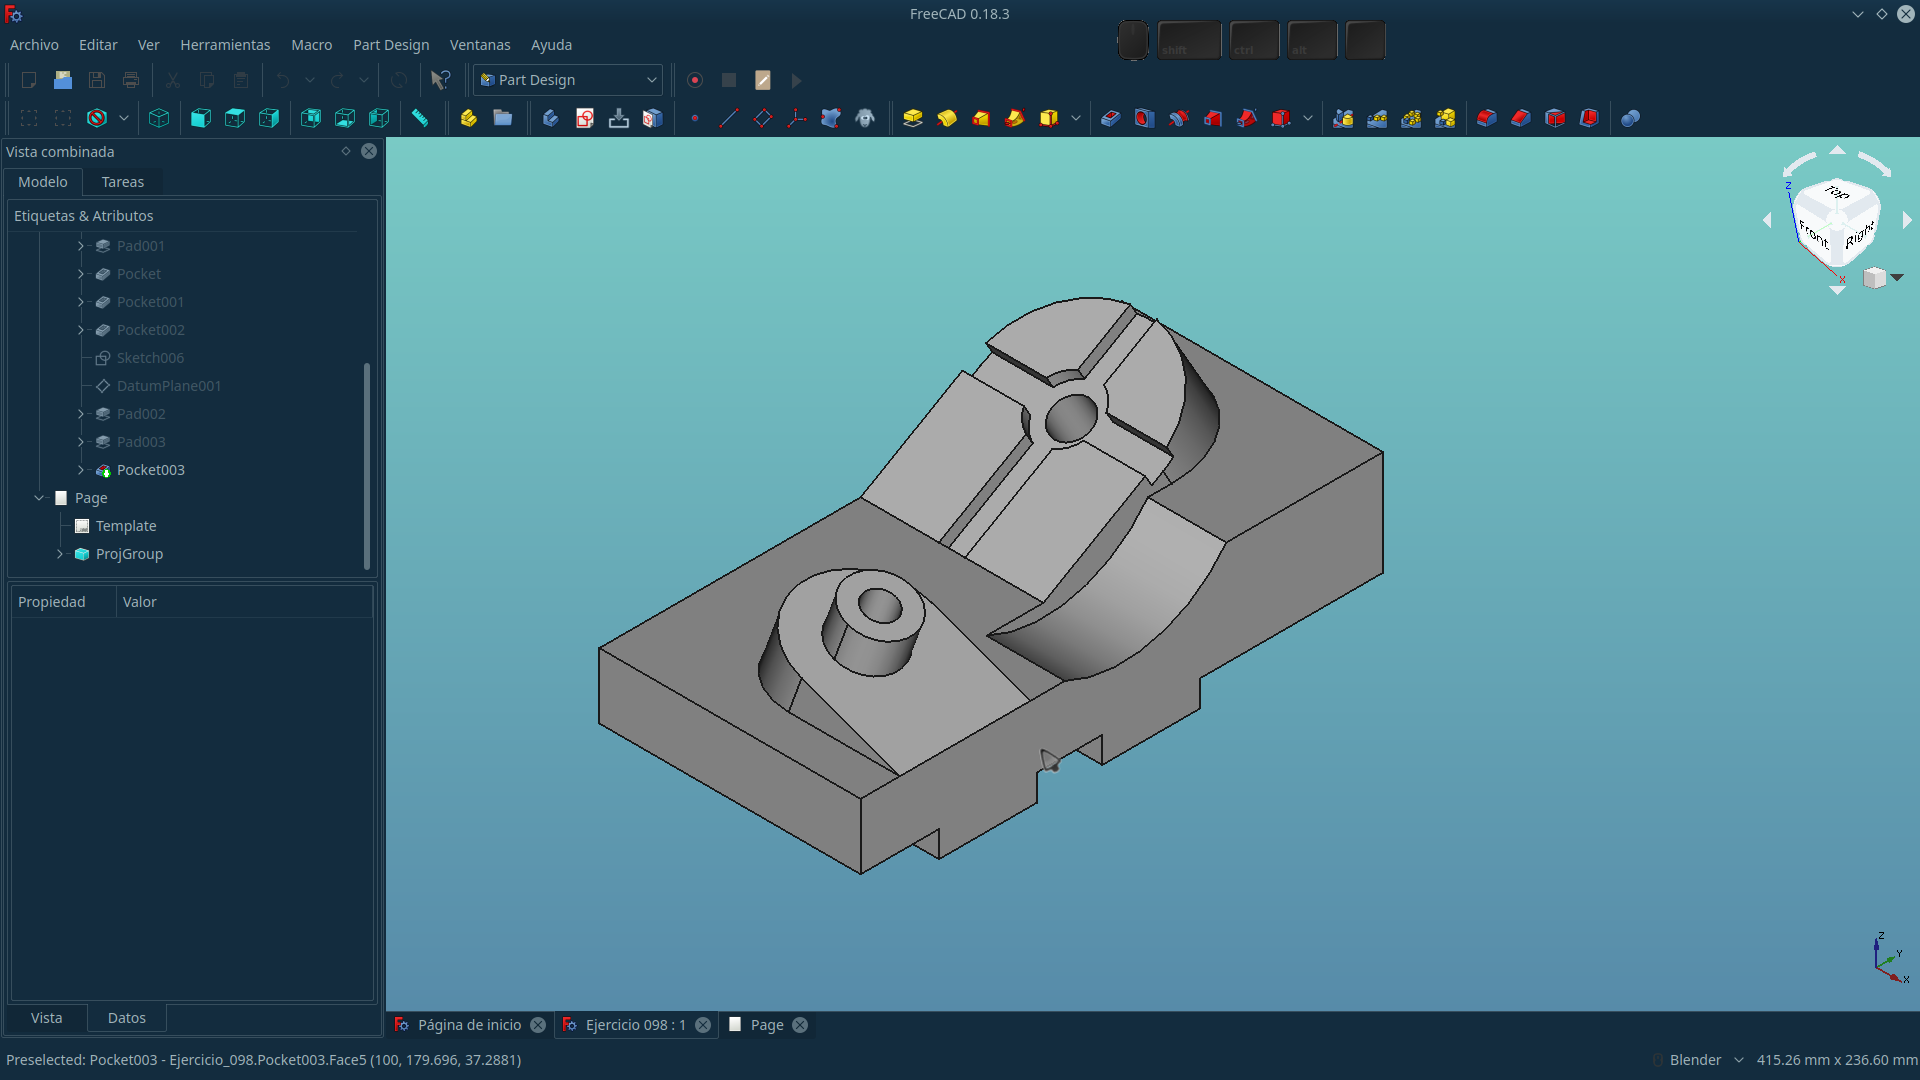 FreeCAD 0.18.3
Archivo Editar Ver Herramientas Macro Part Design Ventanas Ayuda
shift ctrl alt
Part Design
Vista combinada
Modelo Tareas
Etiquetas & Atributos
Pad001
Pocket
Pocket001
Pocket002
Sketch006
DatumPlane001
Pad002
Pad003
Pocket003
Page
Template
ProjGroup
Propiedad Valor
Vista Datos
Top
Front
Right
Z
X
Z
Y
X
Página de inicio Ejercicio 098 : 1 Page
Preselected: Pocket003 - Ejercicio_098.Pocket003.Face5 (100, 179.696, 37.2881) Blender 415.26 mm x 236.60 mm